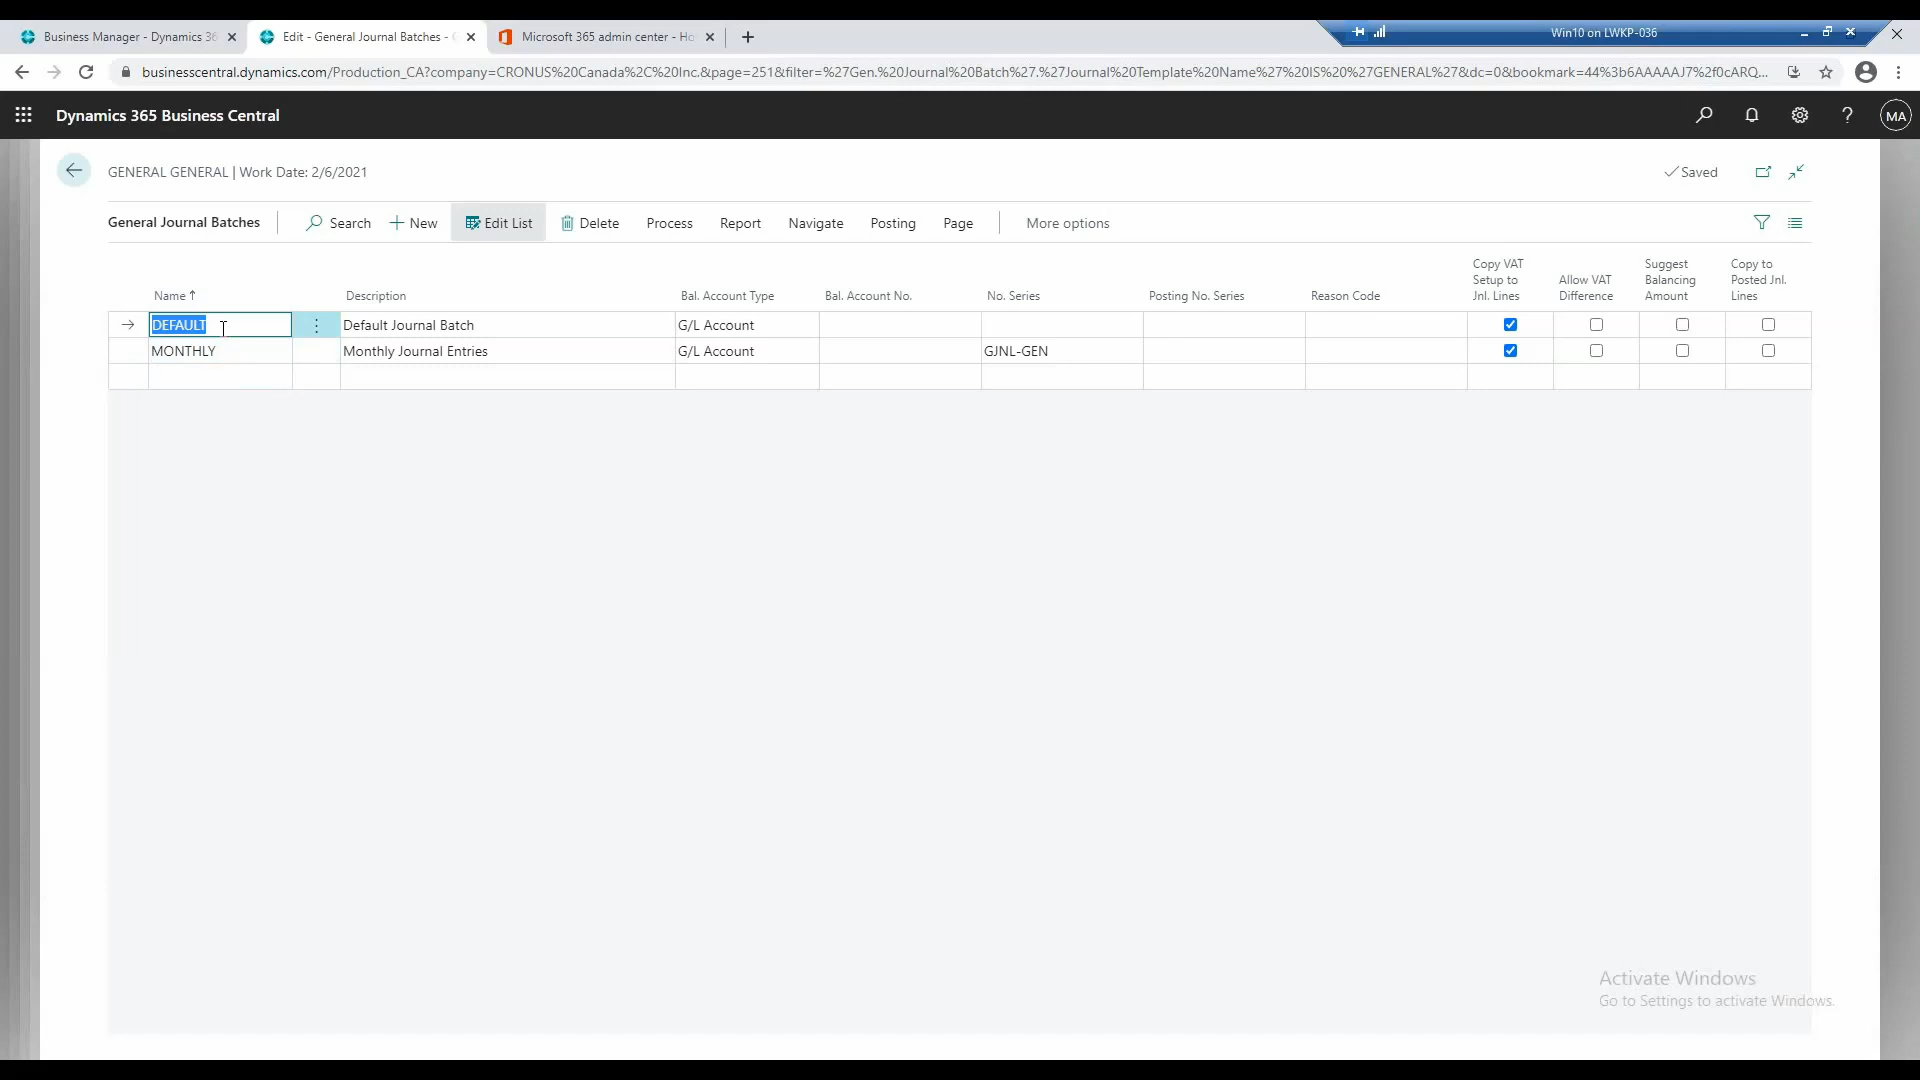 Business Manager - Dynamics 36
Edit - General Journal Batches -
Microsoft 365 admin center - Ho
Win10 on LWKP-036
businesscentral.dynamics.com/Production_CA?company=CRONUS%20Canada%2C%20Inc.&page=251&filter=%27Gen.%20Journal%20Batch%27.%27Journal%20Template%20Name%27%20IS%20%27GENERAL%27&dc=0&bookmark=44%3b6AAAAAJ7%2f0cARQ...
Dynamics 365 Business Central
MA
GENERAL GENERAL | Work Date: 2/6/2021
Saved
General Journal Batches
Search
New
Edit List
Delete
Process
Report
Navigate
Posting
Page
More options
Name ↑
Description
Bal. Account Type
Bal. Account No.
No. Series
Posting No. Series
Reason Code
Copy VAT
Setup to
Jnl. Lines
Allow VAT
Difference
Suggest
Balancing
Amount
Copy to
Posted Jnl.
Lines
DEFAULT
Default Journal Batch
G/L Account
MONTHLY
Monthly Journal Entries
G/L Account
GJNL-GEN
Activate Windows
Go to Settings to activate Windows.